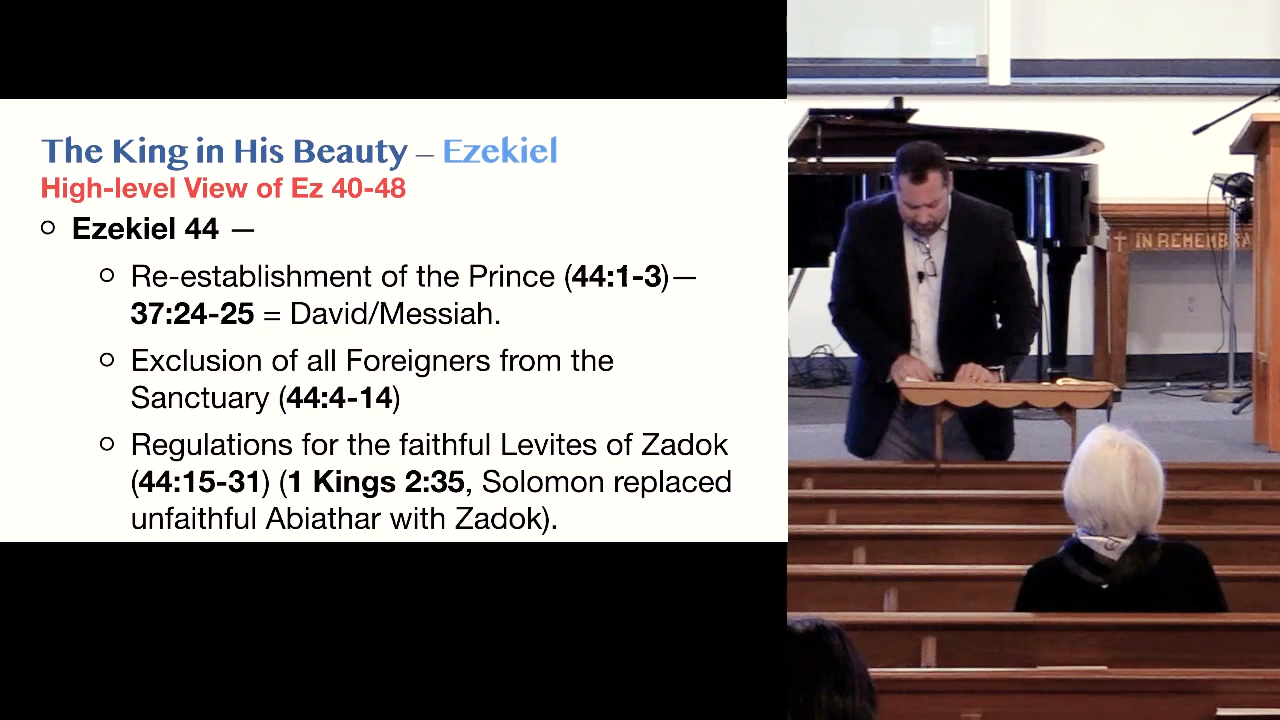 The King in His Beauty – Ezekiel
High-level View of Ez 40-48
Ezekiel 44 —
Re-establishment of the Prince (44:1-3)—
37:24-25 = David/Messiah.
Exclusion of all Foreigners from the
Sanctuary (44:4-14)
Regulations for the faithful Levites of Zadok
(44:15-31) (1 Kings 2:35, Solomon replaced
unfaithful Abiathar with Zadok).
IN REMEMBRA